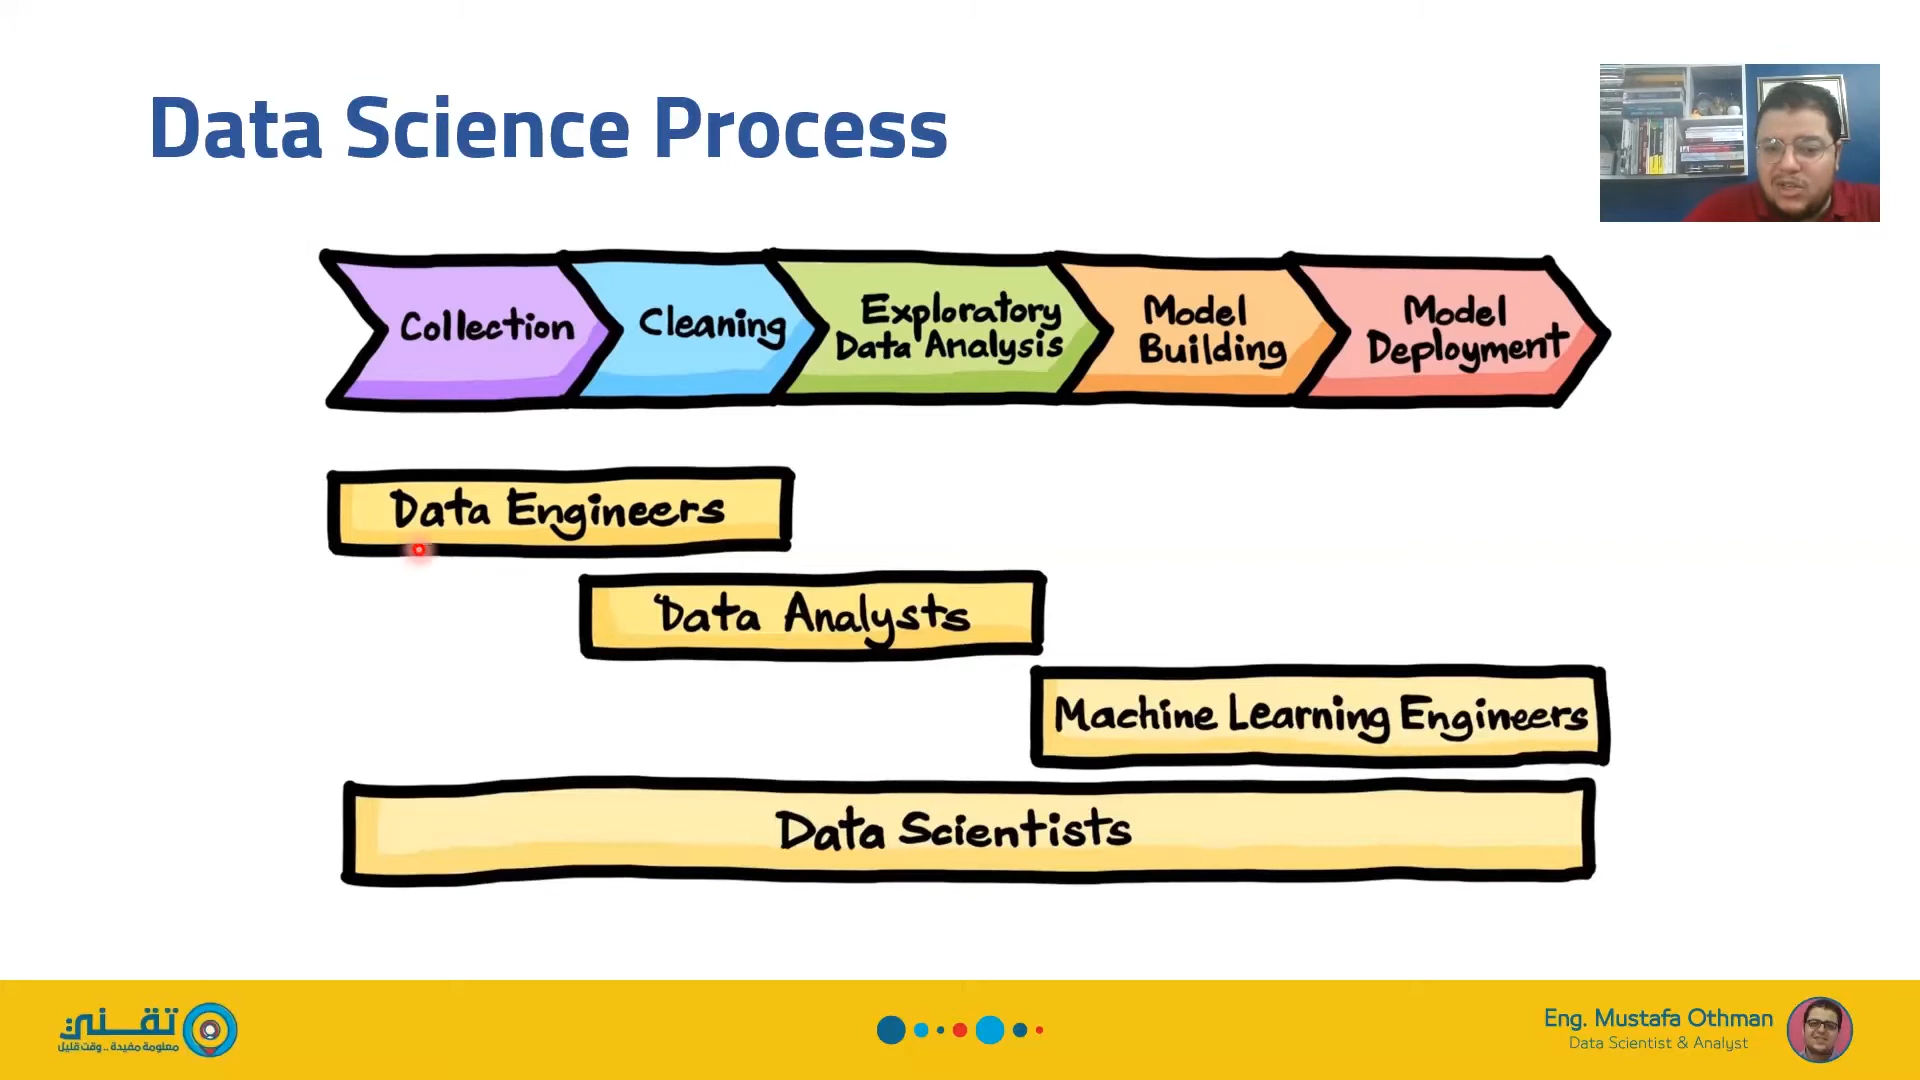 Data Science Process
Collection
Cleaning
Exploratory
Data Analysis
Model
Building
Model
Deployment
Data Engineers
Data Analysts
Machine Learning Engineers
Data Scientists
تقني:
معلومة مفيدة .. وقت قليل
Eng. Mustafa Othman
Data Scientist & Analyst